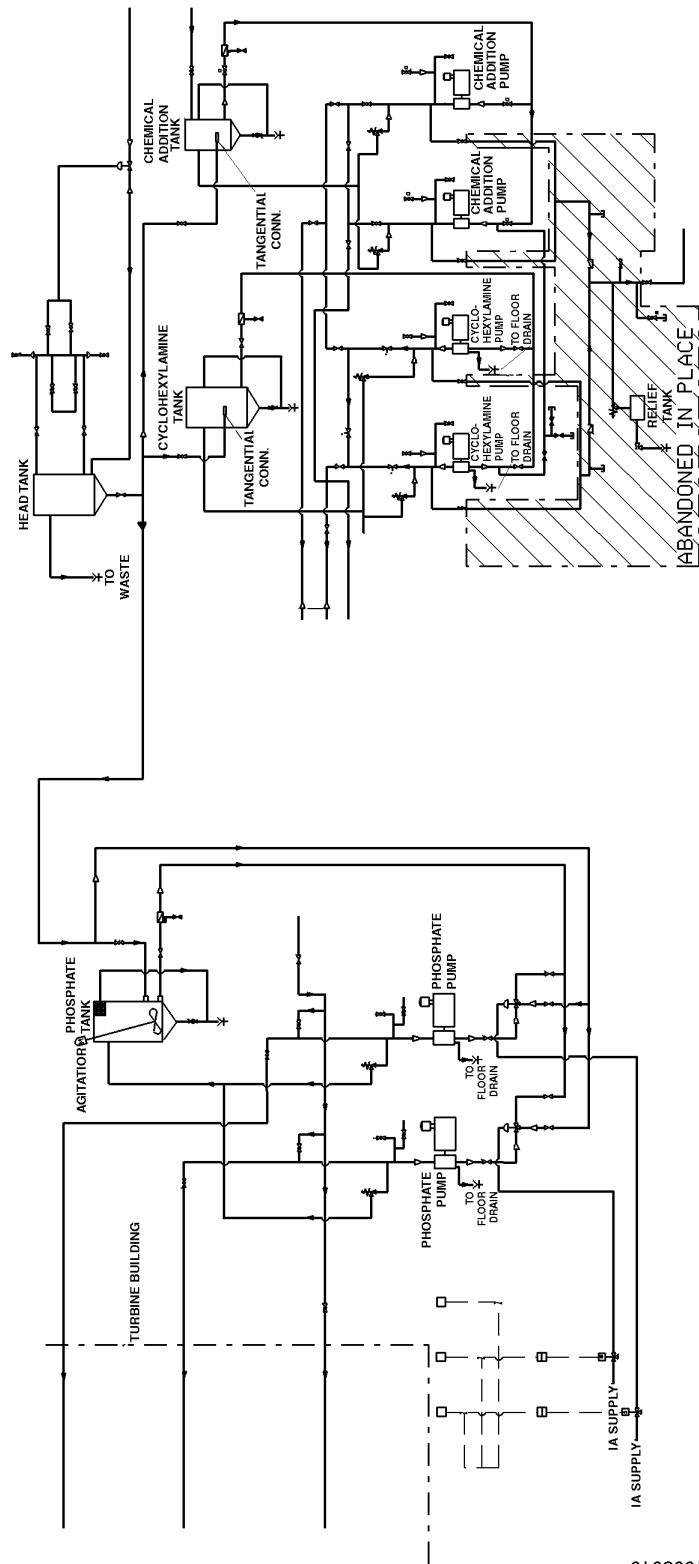 CHEMICAL
ADDITION
TANK
TANGENTIAL
CONN.
CHEMICAL
ADDITION
PUMP
CHEMICAL
ADDITION
PUMP
HEAD TANK
TO
WASTE
CYCLOHEXYLAMINE
TANK
TANGENTIAL
CONN.
CYCLO-
HEXYLAMINE
PUMP
TO FLOOR
DRAIN
CYCLO-
HEXYLAMINE
PUMP
TO FLOOR
DRAIN
RELIEF
TANK
ABANDONED IN PLACE
PHOSPHATE
TANK
AGITATIOR
PHOSPHATE
PUMP
TO
FLOOR
DRAIN
PHOSPHATE
PUMP
TO
FLOOR
DRAIN
TURBINE BUILDING
IA SUPPLY
IA SUPPLY